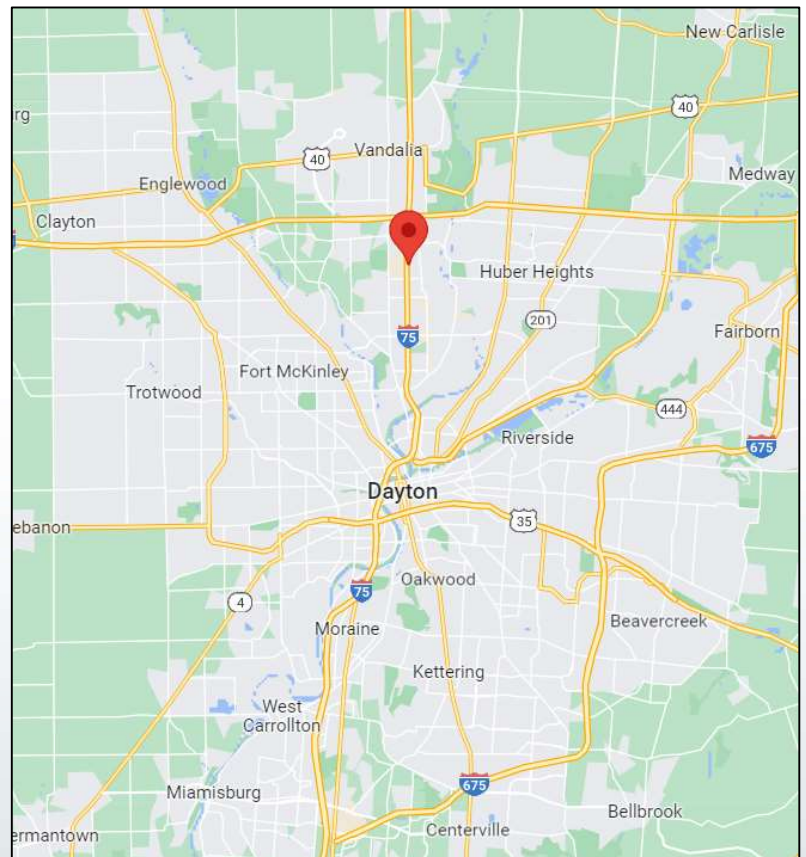 New Carlisle
40
rg
Vandalia
40
Medway
Englewood
Clayton
Huber Heights
201
75
Fairborn
Fort McKinley
Trotwood
444
Riverside
675
Dayton
35
ebanon
Oakwood
75
4
Beavercreek
Moraine
Kettering
West
Carrollton
675
Miamisburg
Bellbrook
Centerville
ermantown